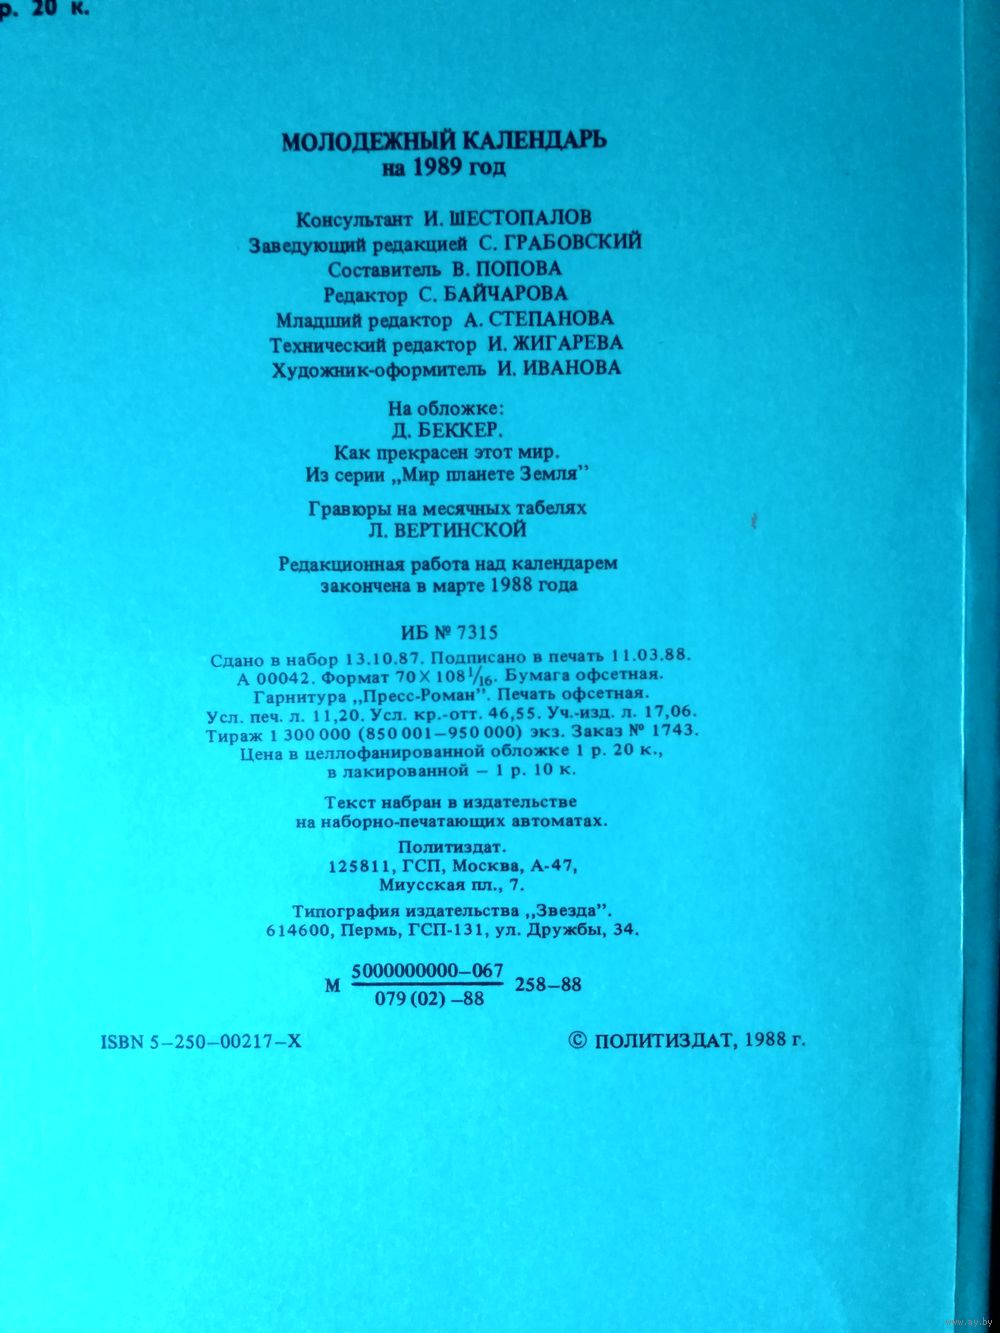 р. 20 к.
МОЛОДЕЖНЫЙ КАЛЕНДАРЬ
на 1989 год
Консультант И. ШЕСТОПАЛОВ
Заведующий редакцией С. ГРАБОВСКИЙ
Составитель В. ПОПОВА
Редактор С. БАЙЧАРОВА
Младший редактор А. СТЕПАНОВА
Технический редактор И. ЖИГАРЕВА
Художник-оформитель И. ИВАНОВА
На обложке:
Д. БЕККЕР.
Как прекрасен этот мир.
Из серии „Мир планете Земля”
Гравюры на месячных табелях
Л. ВЕРТИНСКОЙ
Редакционная работа над календарем
закончена в марте 1988 года
ИБ № 7315
Сдано в набор 13.10.87. Подписано в печать 11.03.88.
А 00042. Формат 70×108 1/16. Бумага офсетная.
Гарнитура „Пресс-Роман”. Печать офсетная.
Усл. печ. л. 11,20. Усл. кр.-отт. 46,55. Уч.-изд. л. 17,06.
Тираж 1 300 000 (850 001–950 000) экз. Заказ № 1743.
Цена в целлофанированной обложке 1 р. 20 к.,
в лакированной – 1 р. 10 к.
Текст набран в издательстве
на наборно-печатающих автоматах.
Политиздат.
125811, ГСП, Москва, А-47,
Миусская пл., 7.
Типография издательства „Звезда”.
614600, Пермь, ГСП-131, ул. Дружбы, 34.
М 5000000000–067 258–88
079 (02) –88
ISBN 5–250–00217–X © ПОЛИТИЗДАТ, 1988 г.
www.ay.by